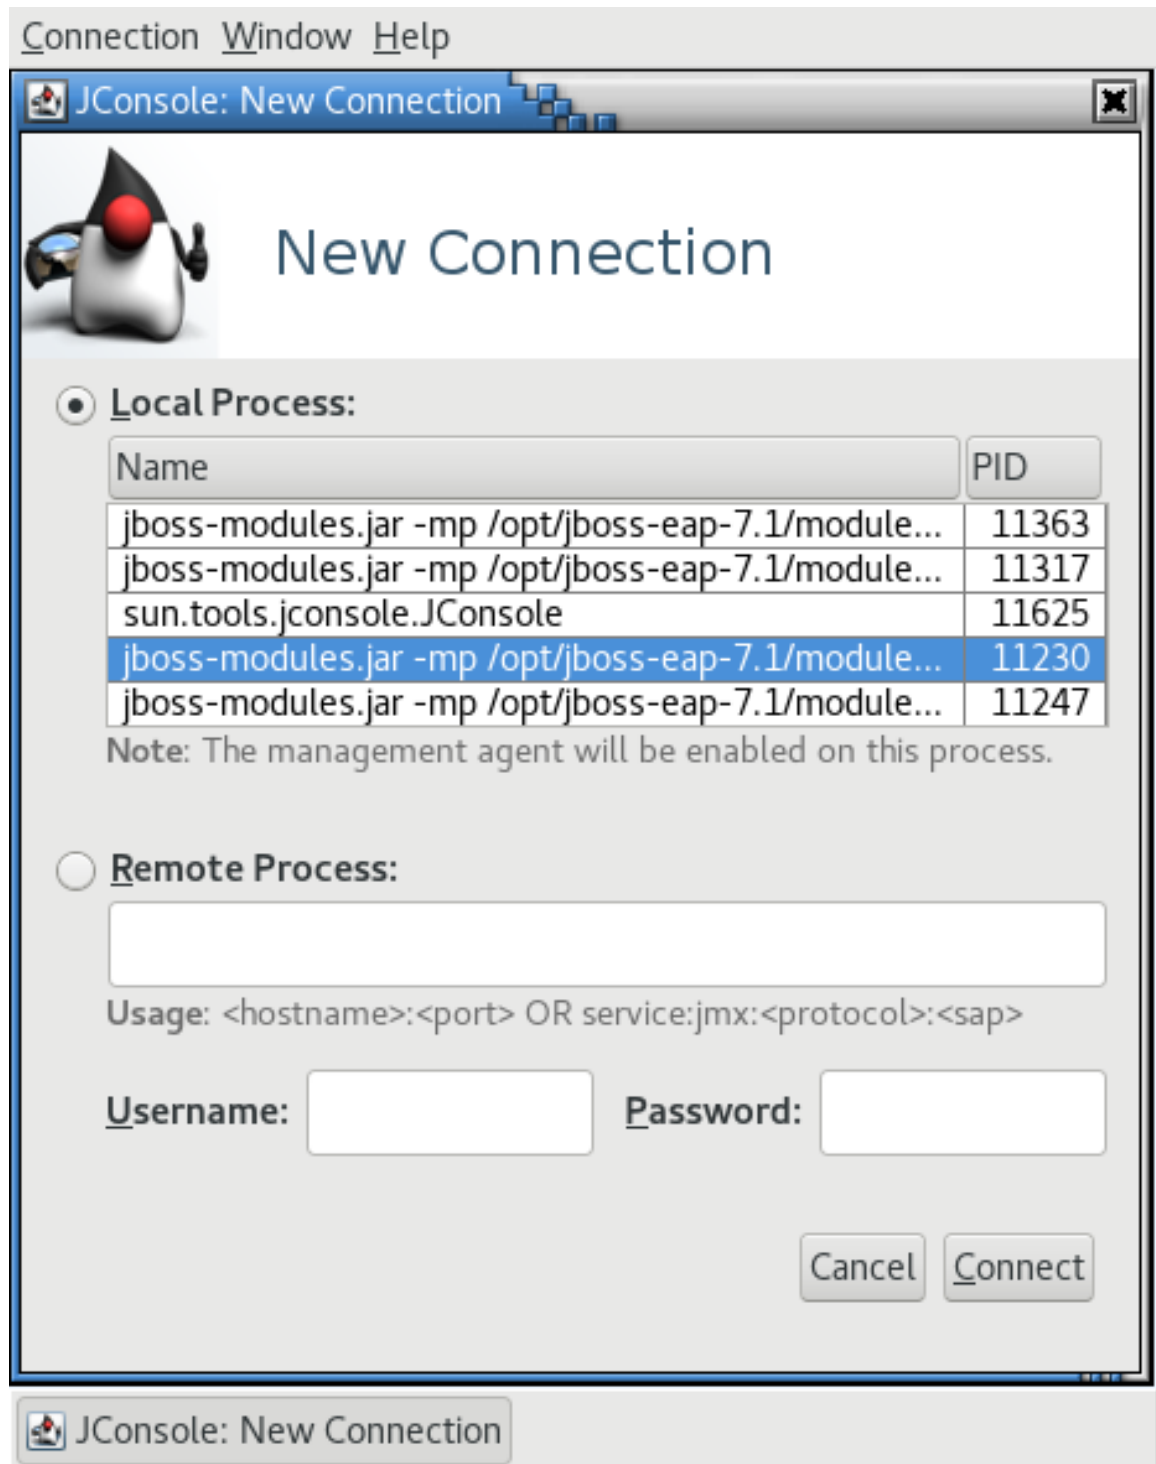 Connection Window Help
JConsole: New Connection
New Connection
Local Process:
Name PID
jboss-modules.jar -mp /opt/jboss-eap-7.1/module... 11363
jboss-modules.jar -mp /opt/jboss-eap-7.1/module... 11317
sun.tools.jconsole.JConsole 11625
jboss-modules.jar -mp /opt/jboss-eap-7.1/module... 11230
jboss-modules.jar -mp /opt/jboss-eap-7.1/module... 11247
Note: The management agent will be enabled on this process.
Remote Process:
Usage: <hostname>:<port> OR service:jmx:<protocol>:<sap>
Username: Password:
Cancel Connect
JConsole: New Connection